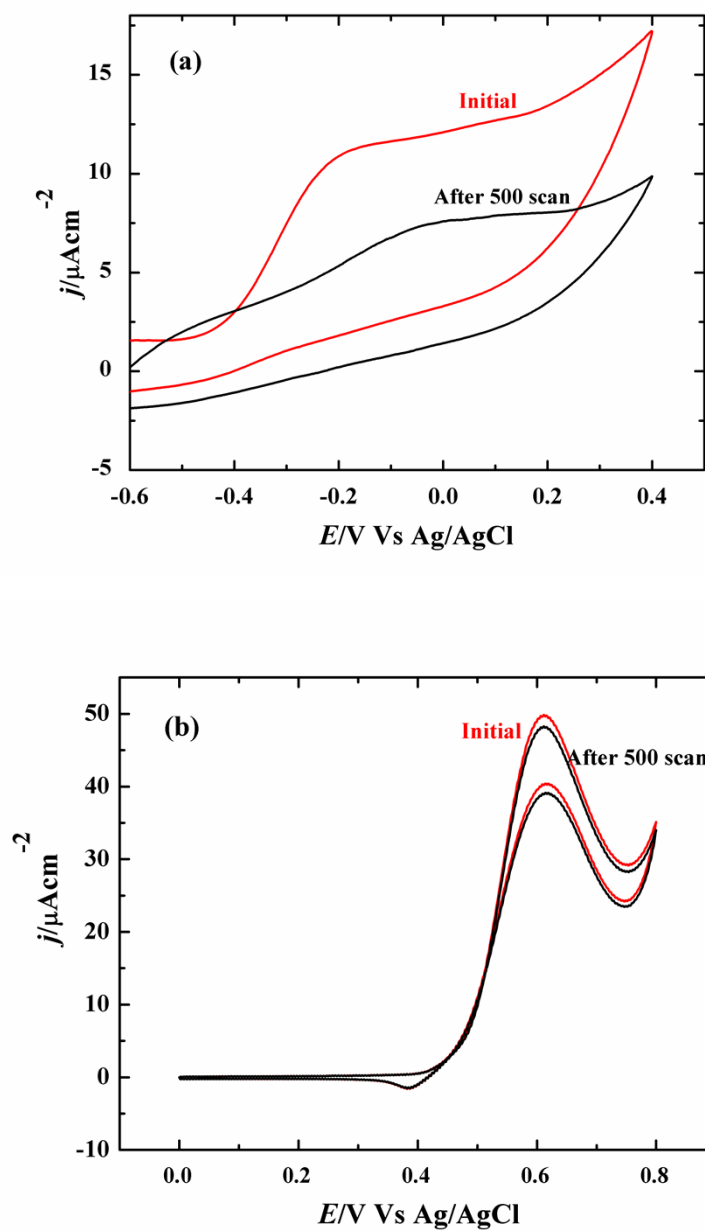 (a)
Initial
After 500 scan
15
10
5
0
-5
j/μAcm-2
-0.6 -0.4 -0.2 0.0 0.2 0.4
E/V Vs Ag/AgCl
(b)
Initial
After 500 scan
50
40
30
20
10
0
-10
j/μAcm-2
0.0 0.2 0.4 0.6 0.8
E/V Vs Ag/AgCl